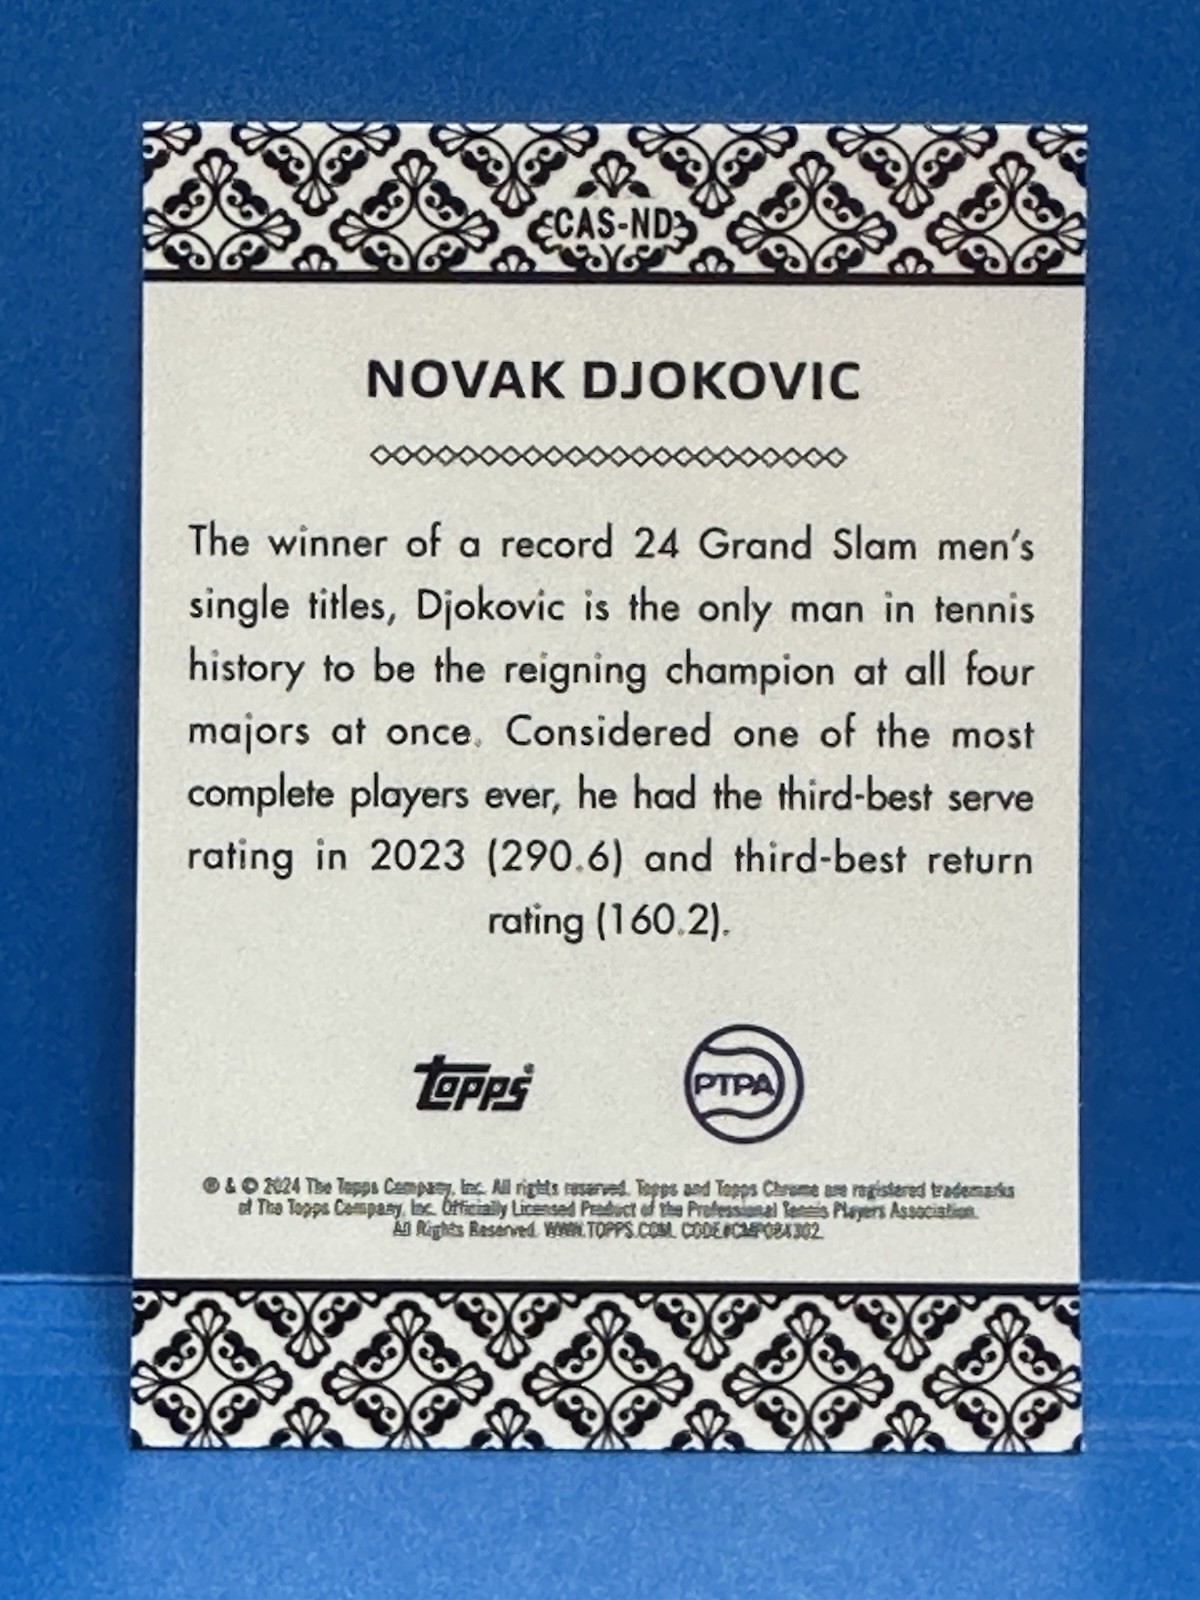 CAS-ND
NOVAK DJOKOVIC
The winner of a record 24 Grand Slam men's
single titles, Djokovic is the only man in tennis
history to be the reigning champion at all four
majors at once. Considered one of the most
complete players ever, he had the third-best serve
rating in 2023 (290.6) and third-best return
rating (160.2).
topps®
PTPA
® & © 2024 The Topps Company, Inc. All rights reserved. Topps and Topps Chrome are registered trademarks
of The Topps Company, Inc. Officially Licensed Product of the Professional Tennis Players Association.
All Rights Reserved. WWW.TOPPS.COM. CODE#CMP084302